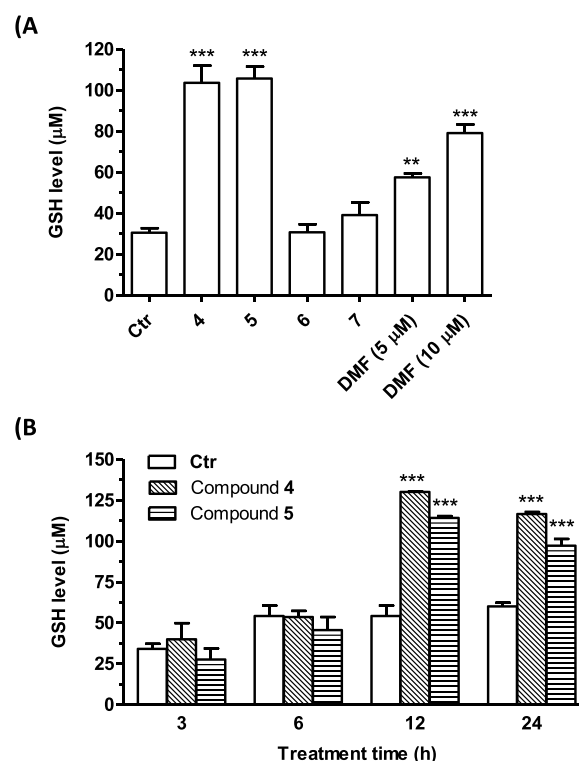 (A
120
100
80
60
40
20
0
GSH level (µM)
*** *** ** ***
Ctr 4 5 6 7 DMF (5 µM) DMF (10 µM)
(B
150
125
100
75
50
25
0
GSH level (µM)
Ctr
Compound 4
Compound 5
*** *** *** ***
3 6 12 24
Treatment time (h)